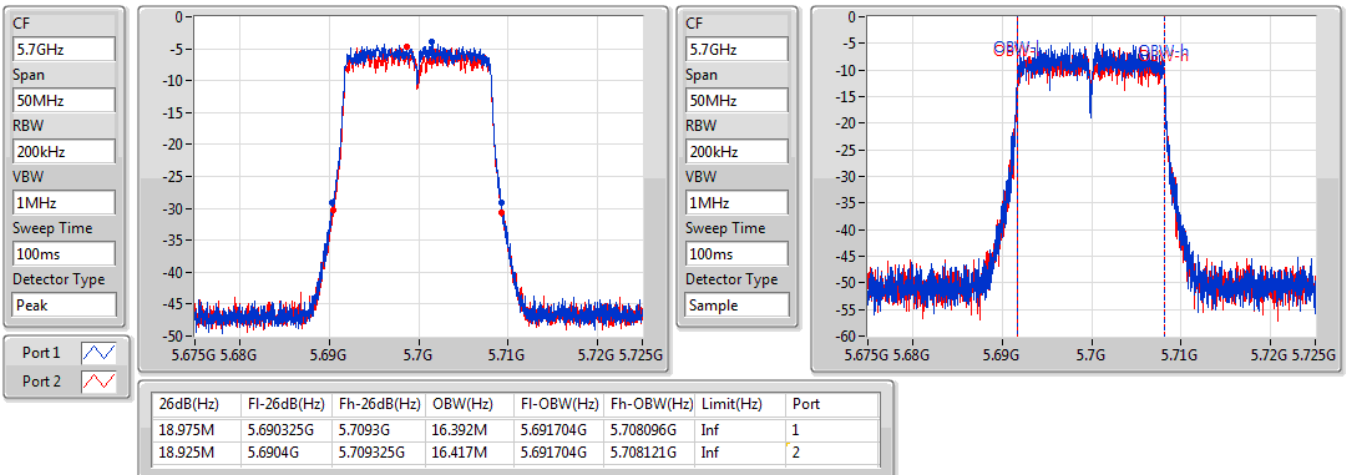 CF
5.7GHz
Span
50MHz
RBW
200kHz
VBW
1MHz
Sweep Time
100ms
Detector Type
Peak
Port 1
Port 2
0
-5
-10
-15
-20
-25
-30
-35
-40
-45
-50
5.675G 5.68G 5.69G 5.7G 5.71G 5.72G 5.725G
CF
5.7GHz
Span
50MHz
RBW
200kHz
VBW
1MHz
Sweep Time
100ms
Detector Type
Sample
0
-5
-10
-15
-20
-25
-30
-35
-40
-45
-50
-55
-60
OBW-l OBW-h
5.675G 5.68G 5.69G 5.7G 5.71G 5.72G 5.725G
26dB(Hz) Fl-26dB(Hz) Fh-26dB(Hz) OBW(Hz) Fl-OBW(Hz) Fh-OBW(Hz) Limit(Hz) Port
18.975M 5.690325G 5.7093G 16.392M 5.691704G 5.708096G Inf 1
18.925M 5.6904G 5.709325G 16.417M 5.691704G 5.708121G Inf 2